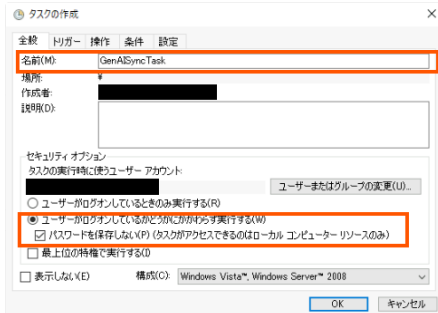 タスクの作成
全般 トリガー 操作 条件 設定
名前(M): GenAISyncTask
場所: ¥
作成者:
説明(D):
セキュリティ オプション
タスクの実行時に使うユーザー アカウント:
ユーザーまたはグループの変更(U)...
ユーザーがログオンしているときのみ実行する(R)
ユーザーがログオンしているかどうかにかかわらず実行する(W)
パスワードを保存しない(P) (タスクがアクセスできるのはローカル コンピューター リソースのみ)
最上位の特権で実行する(I)
表示しない(E) 構成(C): Windows Vista™, Windows Server™ 2008
OK キャンセル